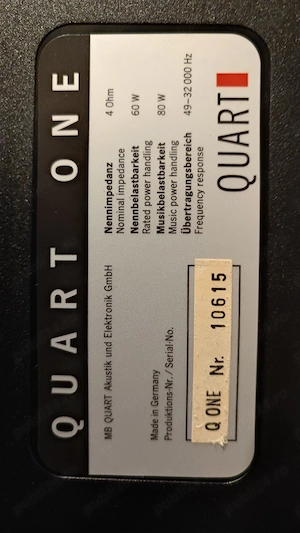 QUART ONE
MB QUART Akustik und Elektronik GmbH
Made in Germany
Produktions-Nr. / Serial-No.
Q ONE Nr. 10615
Nennimpedanz 4 Ohm
Nominal impedance
Nennbelastbarkeit 60 W
Rated power handling
Musikbelastbarkeit 80 W
Music power handling
Übertragungsbereich 49–32 000 Hz
Frequency response
QUART